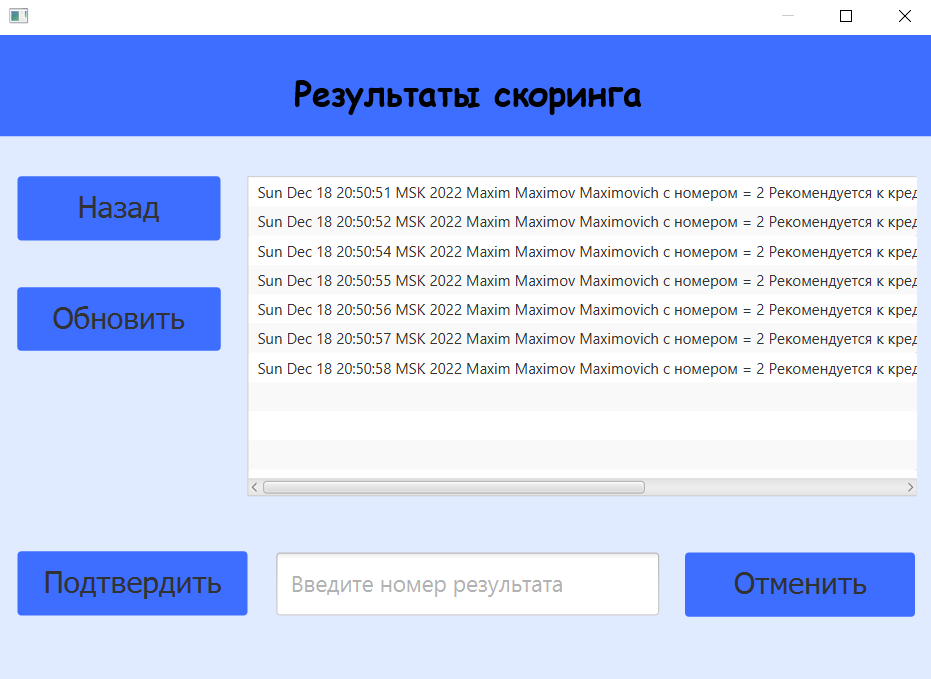 Результаты скоринга
Назад
Обновить
Sun Dec 18 20:50:51 MSK 2022 Maxim Maximov Maximovich с номером = 2 Рекомендуется к кред
Sun Dec 18 20:50:52 MSK 2022 Maxim Maximov Maximovich с номером = 2 Рекомендуется к кред
Sun Dec 18 20:50:54 MSK 2022 Maxim Maximov Maximovich с номером = 2 Рекомендуется к кред
Sun Dec 18 20:50:55 MSK 2022 Maxim Maximov Maximovich с номером = 2 Рекомендуется к кред
Sun Dec 18 20:50:56 MSK 2022 Maxim Maximov Maximovich с номером = 2 Рекомендуется к кред
Sun Dec 18 20:50:57 MSK 2022 Maxim Maximov Maximovich с номером = 2 Рекомендуется к кред
Sun Dec 18 20:50:58 MSK 2022 Maxim Maximov Maximovich с номером = 2 Рекомендуется к кред
Подтвердить
Введите номер результата
Отменить